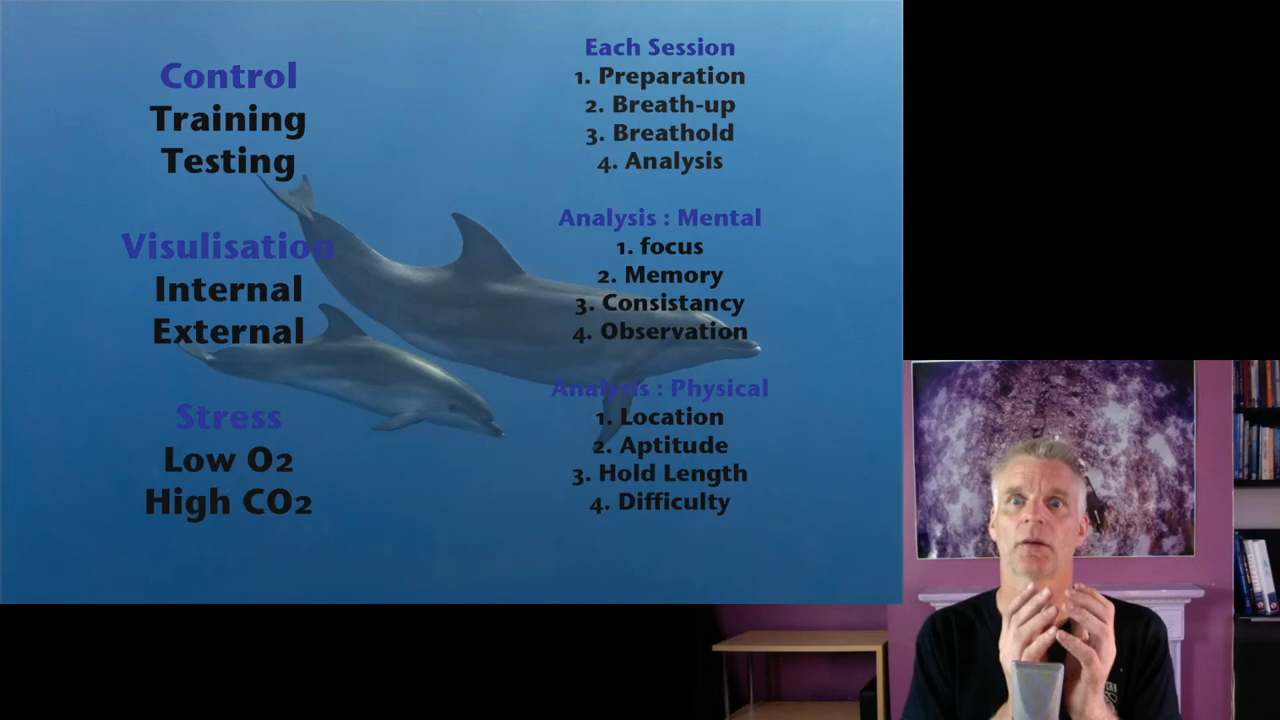 Control
Training
Testing
Visulisation
Internal
External
Stress
Low O2
High CO2
Each Session
1. Preparation
2. Breath-up
3. Breathold
4. Analysis
Analysis : Mental
1. focus
2. Memory
3. Consistancy
4. Observation
Analysis : Physical
1. Location
2. Aptitude
3. Hold Length
4. Difficulty